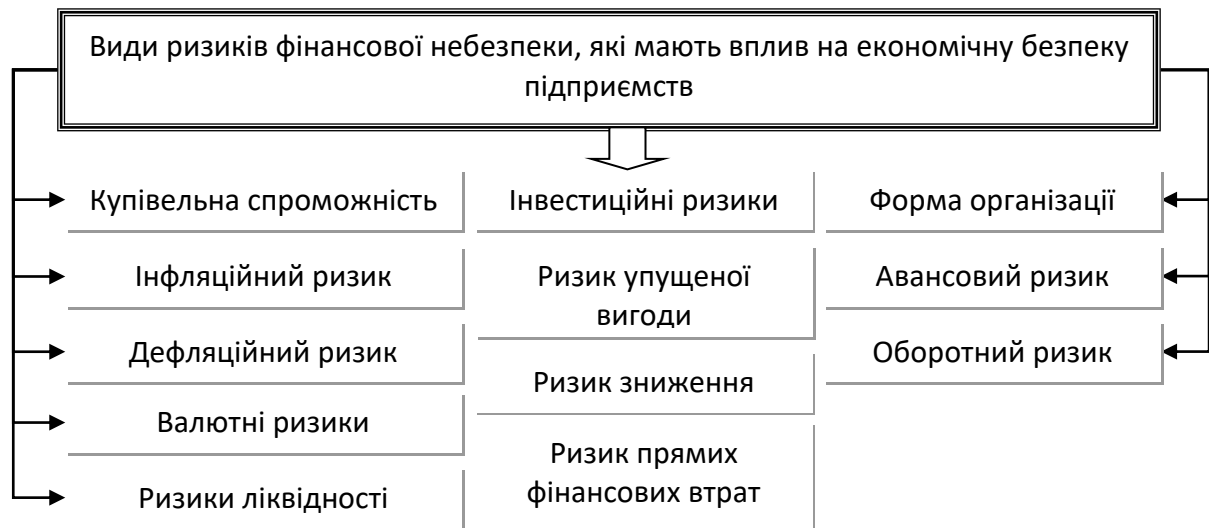 Види ризиків фінансової небезпеки, які мають вплив на економічну безпеку
підприємств
Купівельна спроможність
Інфляційний ризик
Дефляційний ризик
Валютні ризики
Ризики ліквідності
Інвестиційні ризики
Ризик упущеної
вигоди
Ризик зниження
Ризик прямих
фінансових втрат
Форма організації
Авансовий ризик
Оборотний ризик